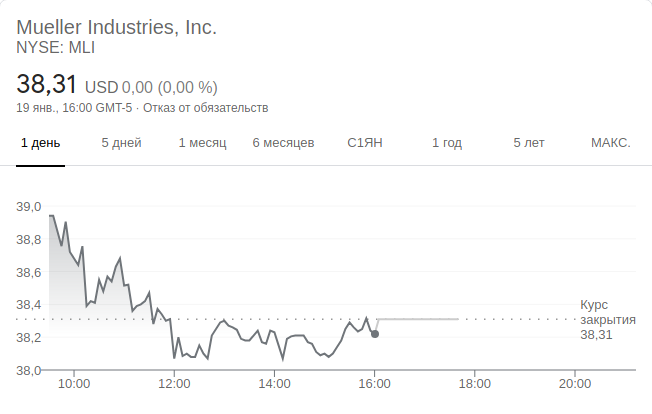 Mueller Industries, Inc.
NYSE: MLI
38,31 USD 0,00 (0,00 %)
19 янв., 16:00 GMT-5 · Отказ от обязательств
1 день 5 дней 1 месяц 6 месяцев С1ЯН 1 год 5 лет МАКС.
39,0
38,8
38,6
38,4
38,2
38,0
Курс
закрытия
38,31
10:00 12:00 14:00 16:00 18:00 20:00